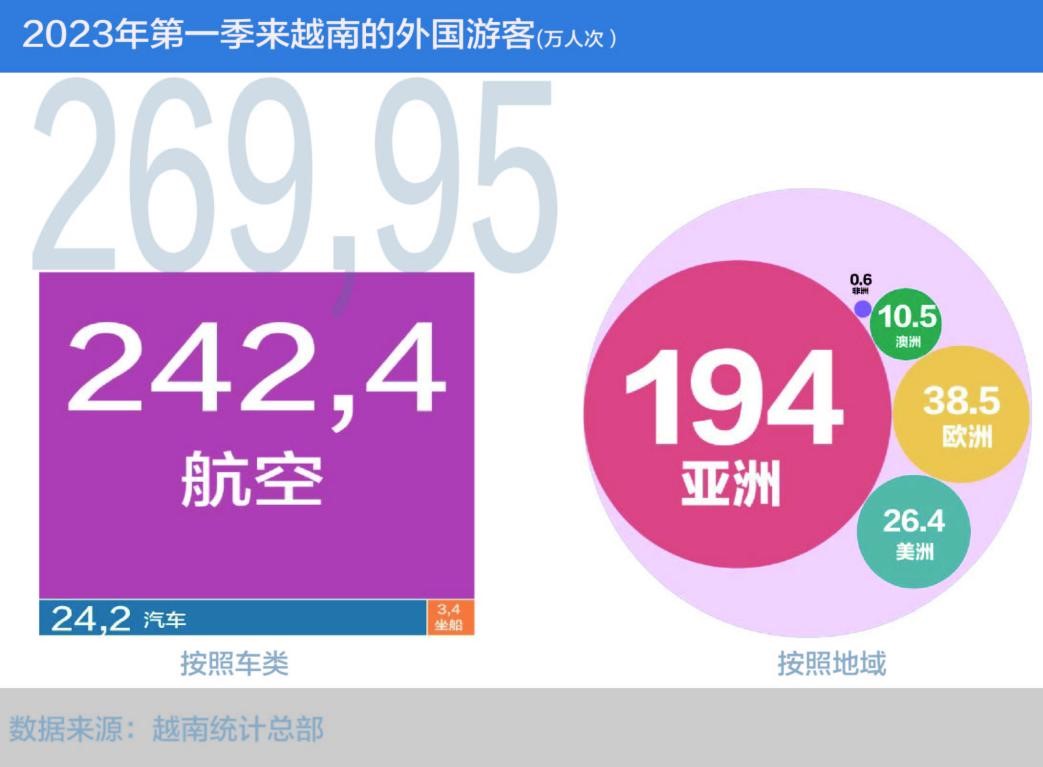 2023年第一季来越南的外国游客(万人次 )
269,95
242,4
航空
24,2 汽车
3,4
坐船
按照车类
0.6
非洲
10.5
澳洲
194
亚洲
38.5
欧洲
26.4
美洲
按照地域
数据来源：越南统计总部